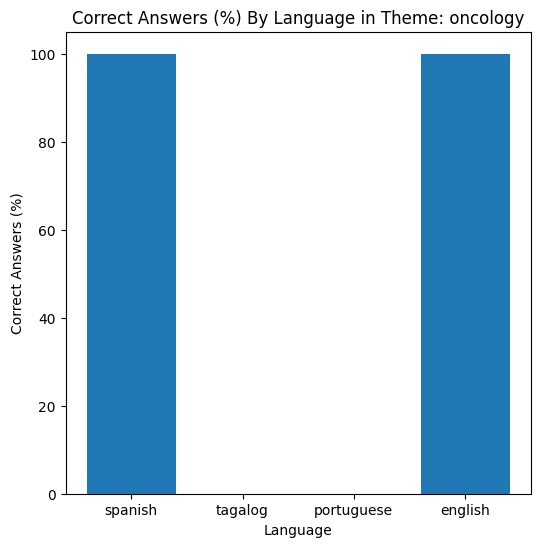 Correct Answers (%) By Language in Theme: oncology
100
80
60
40
20
0
Correct Answers (%)
spanish tagalog portuguese english
Language